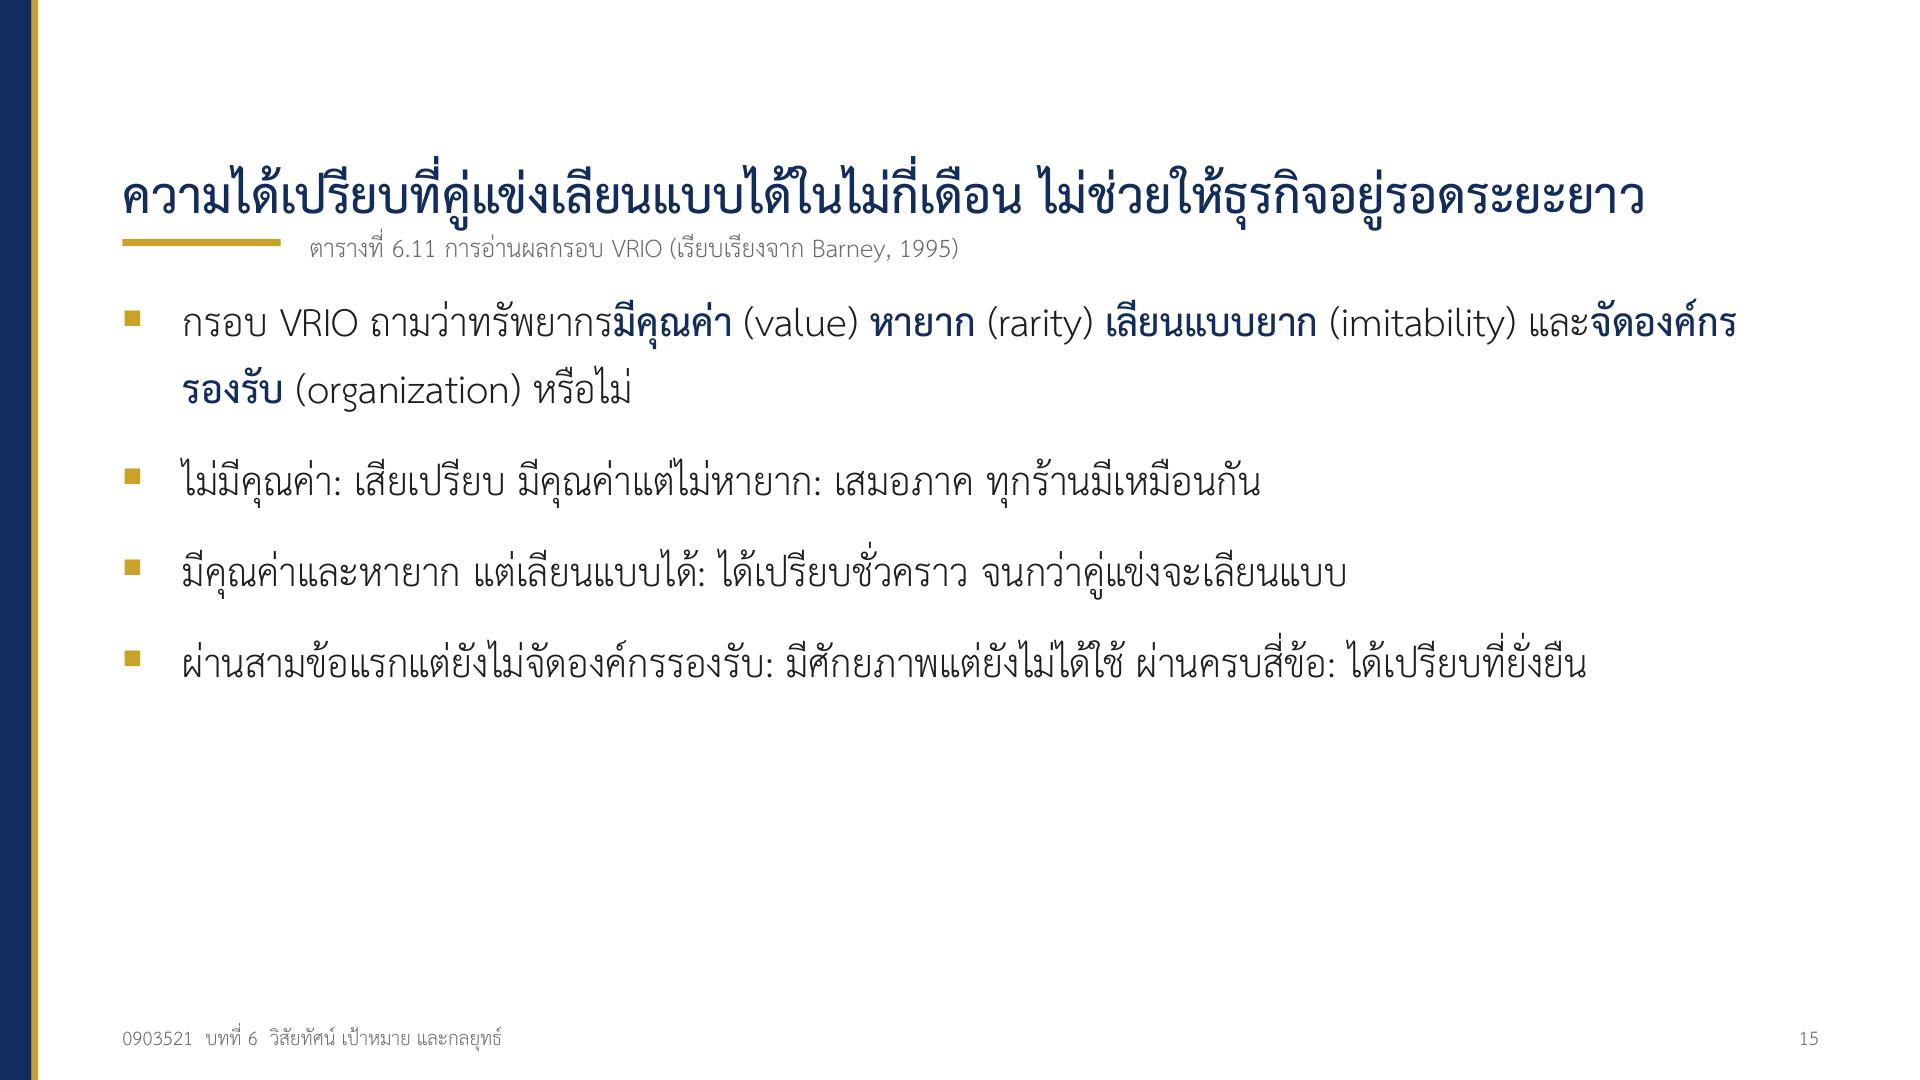 ความได้เปรียบที่คู่แข่งเลียนแบบได้ในไม่กี่เดือน ไม่ช่วยให้ธุรกิจอยู่รอดระยะยาว
ตารางที่ 6.11 การอ่านผลกรอบ VRIO (เรียบเรียงจาก Barney, 1995)
■ กรอบ VRIO ถามว่าทรัพยากรมีคุณค่า (value) หายาก (rarity) เลียนแบบยาก (imitability) และจัดองค์กร
รองรับ (organization) หรือไม่
■ ไม่มีคุณค่า: เสียเปรียบ มีคุณค่าแต่ไม่หายาก: เสมอภาค ทุกร้านมีเหมือนกัน
■ มีคุณค่าและหายาก แต่เลียนแบบได้: ได้เปรียบชั่วคราว จนกว่าคู่แข่งจะเลียนแบบ
■ ผ่านสามข้อแรกแต่ยังไม่จัดองค์กรรองรับ: มีศักยภาพแต่ยังไม่ได้ใช้ ผ่านครบสี่ข้อ: ได้เปรียบที่ยั่งยืน
0903521 บทที่ 6 วิสัยทัศน์ เป้าหมาย และกลยุทธ์
15